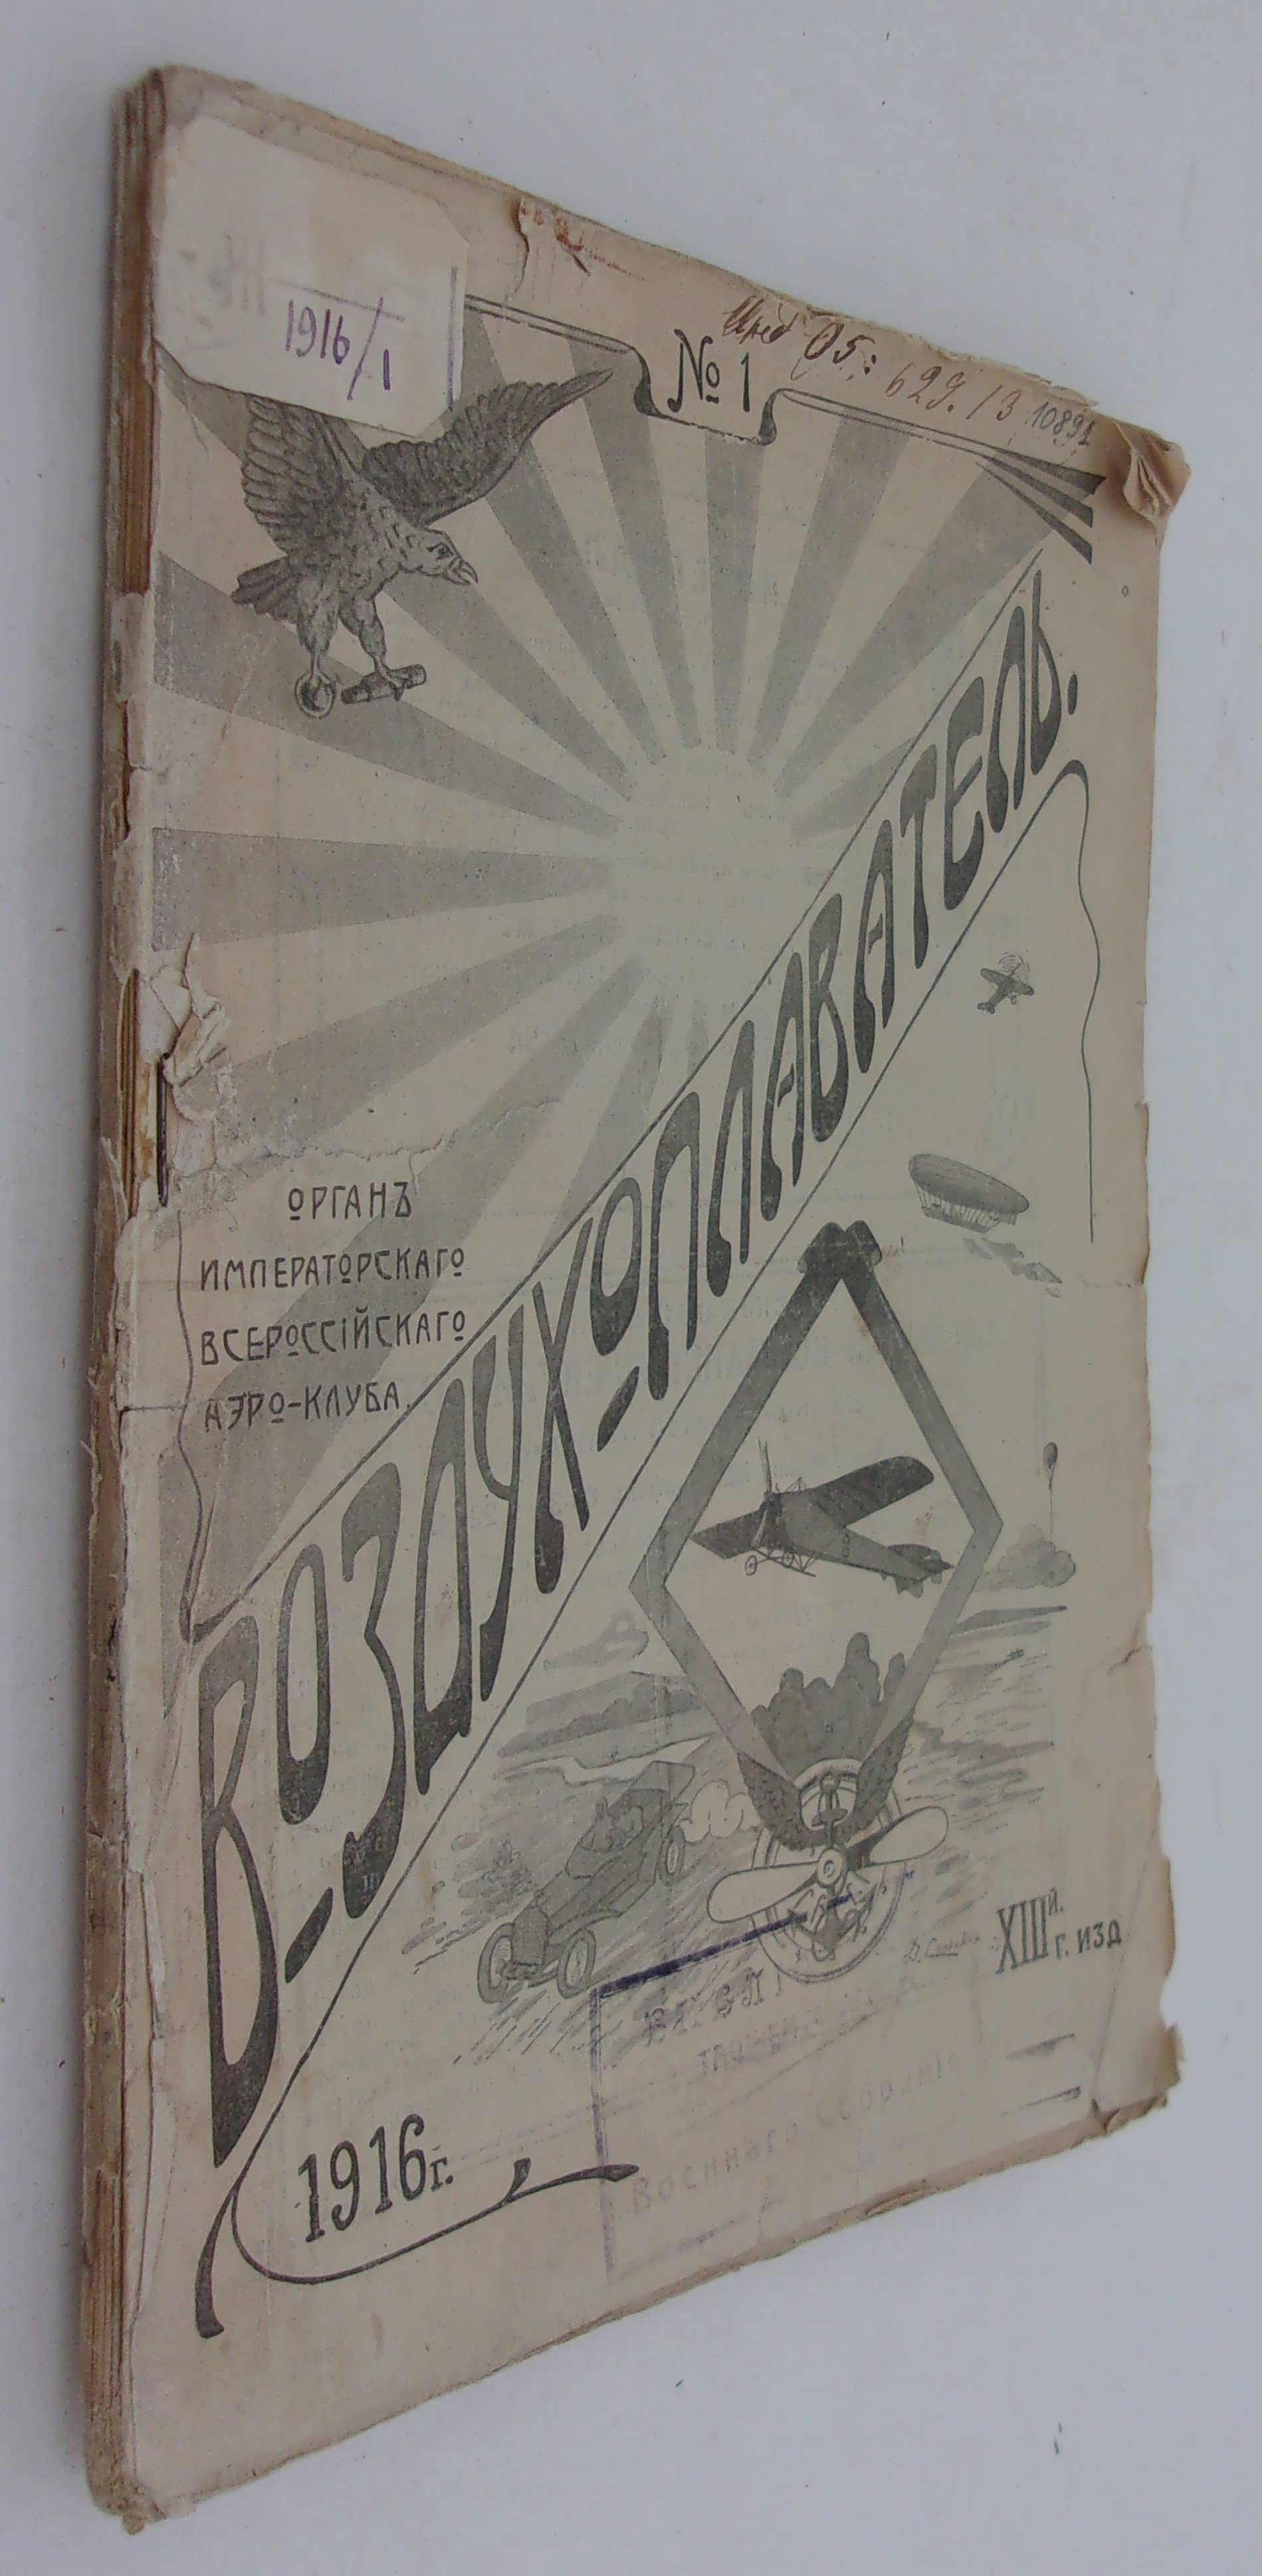 1916/1
№ 1
05:
629.13
10891
ВОЗДУХОПЛАВАТЕЛЬ.
ОРГАНЪ
ИМПЕРАТОРСКАГО
ВСЕРОССІЙСКАГО
АЭРО-КЛУБА.
XIIIй.
г. изд
1916г.
Военнаго Собранія